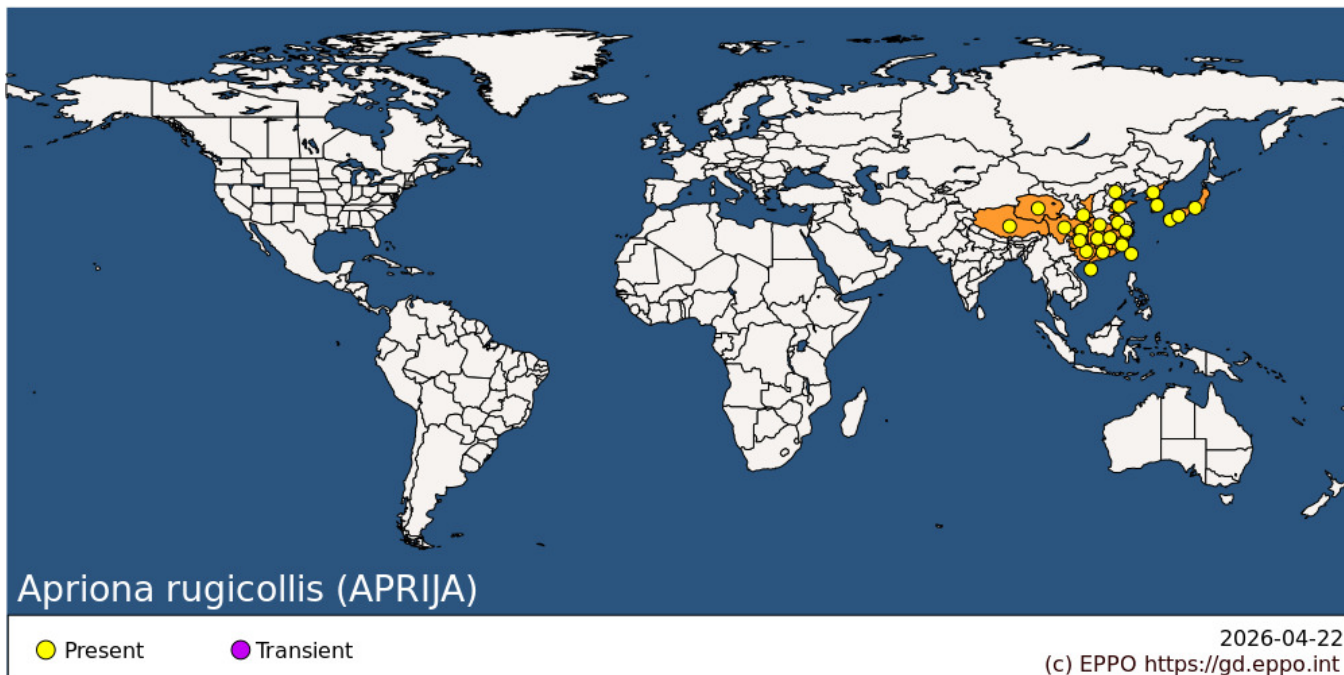 Apriona rugicollis (APRIJA)
Present
Transient
2026-04-22
(c) EPPO https://gd.eppo.int